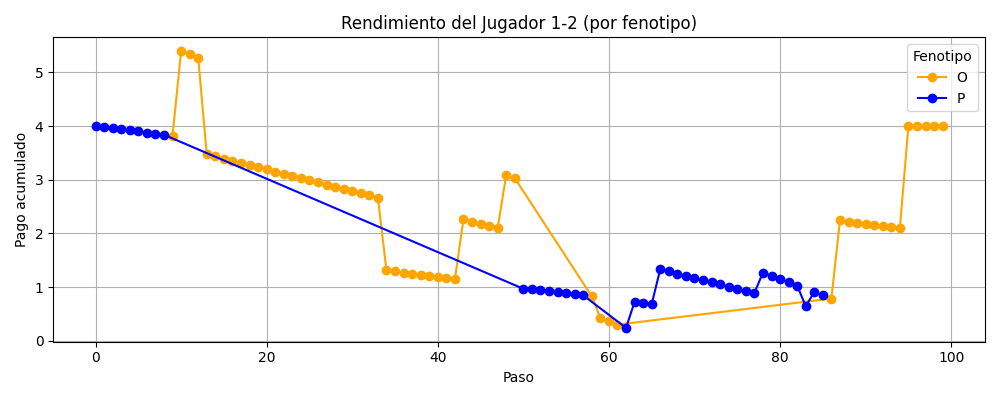 Rendimiento del Jugador 1-2 (por fenotipo)
Pago acumulado
5
4
3
2
1
0
Fenotipo
O
P
0 20 40 60 80 100
Paso